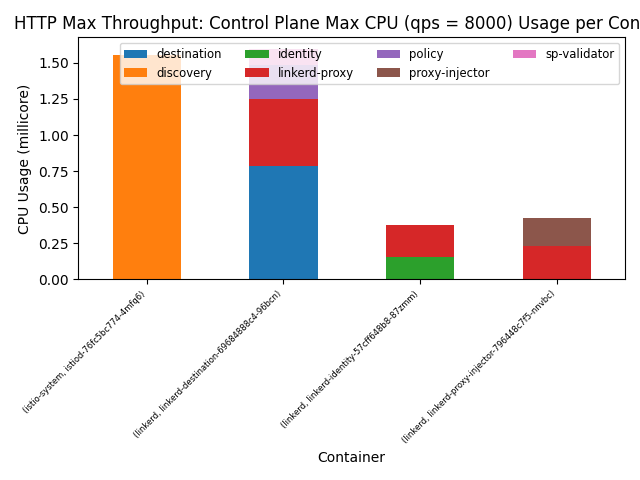 HTTP Max Throughput: Control Plane Max CPU (qps = 8000) Usage per Con
destination
identity
policy
sp-validator
discovery
linkerd-proxy
proxy-injector
CPU Usage (millicore)
1.50
1.25
1.00
0.75
0.50
0.25
0.00
(istio-system, istiod-76fc5bc774-4mfq6)
(linkerd, linkerd-destination-69684888c4-96bcn)
(linkerd, linkerd-identity-57cff648b8-87zmm)
(linkerd, linkerd-proxy-injector-796448c7f5-nnvbc)
Container